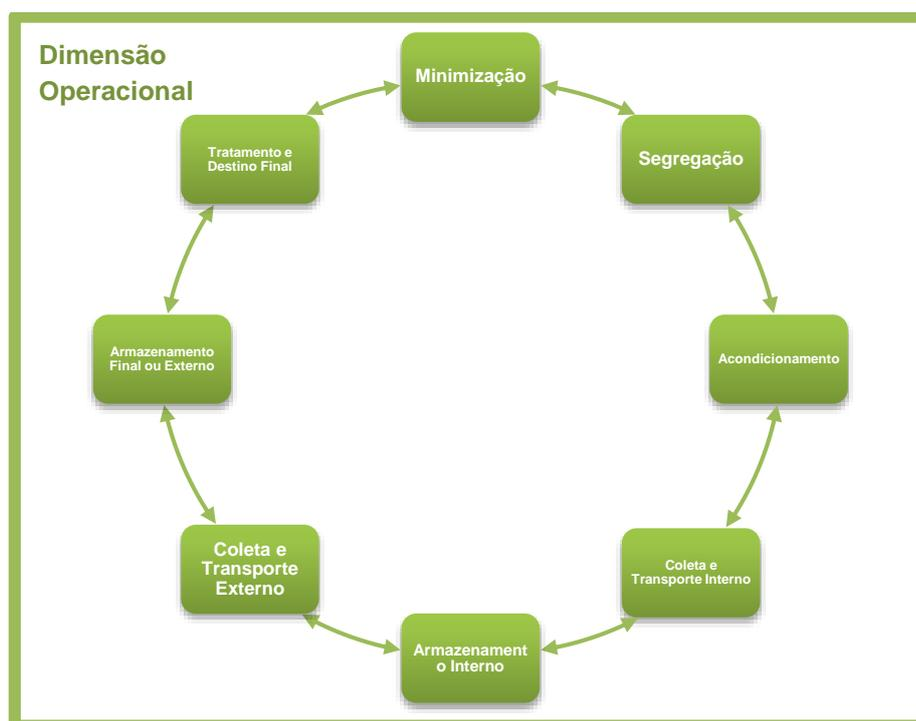 Dimensão
Operacional
Minimização
Segregação
Acondicionamento
Coleta e
Transporte Interno
Armazenament
o Interno
Coleta e
Transporte
Externo
Armazenamento
Final ou Externo
Tratamento e
Destino Final